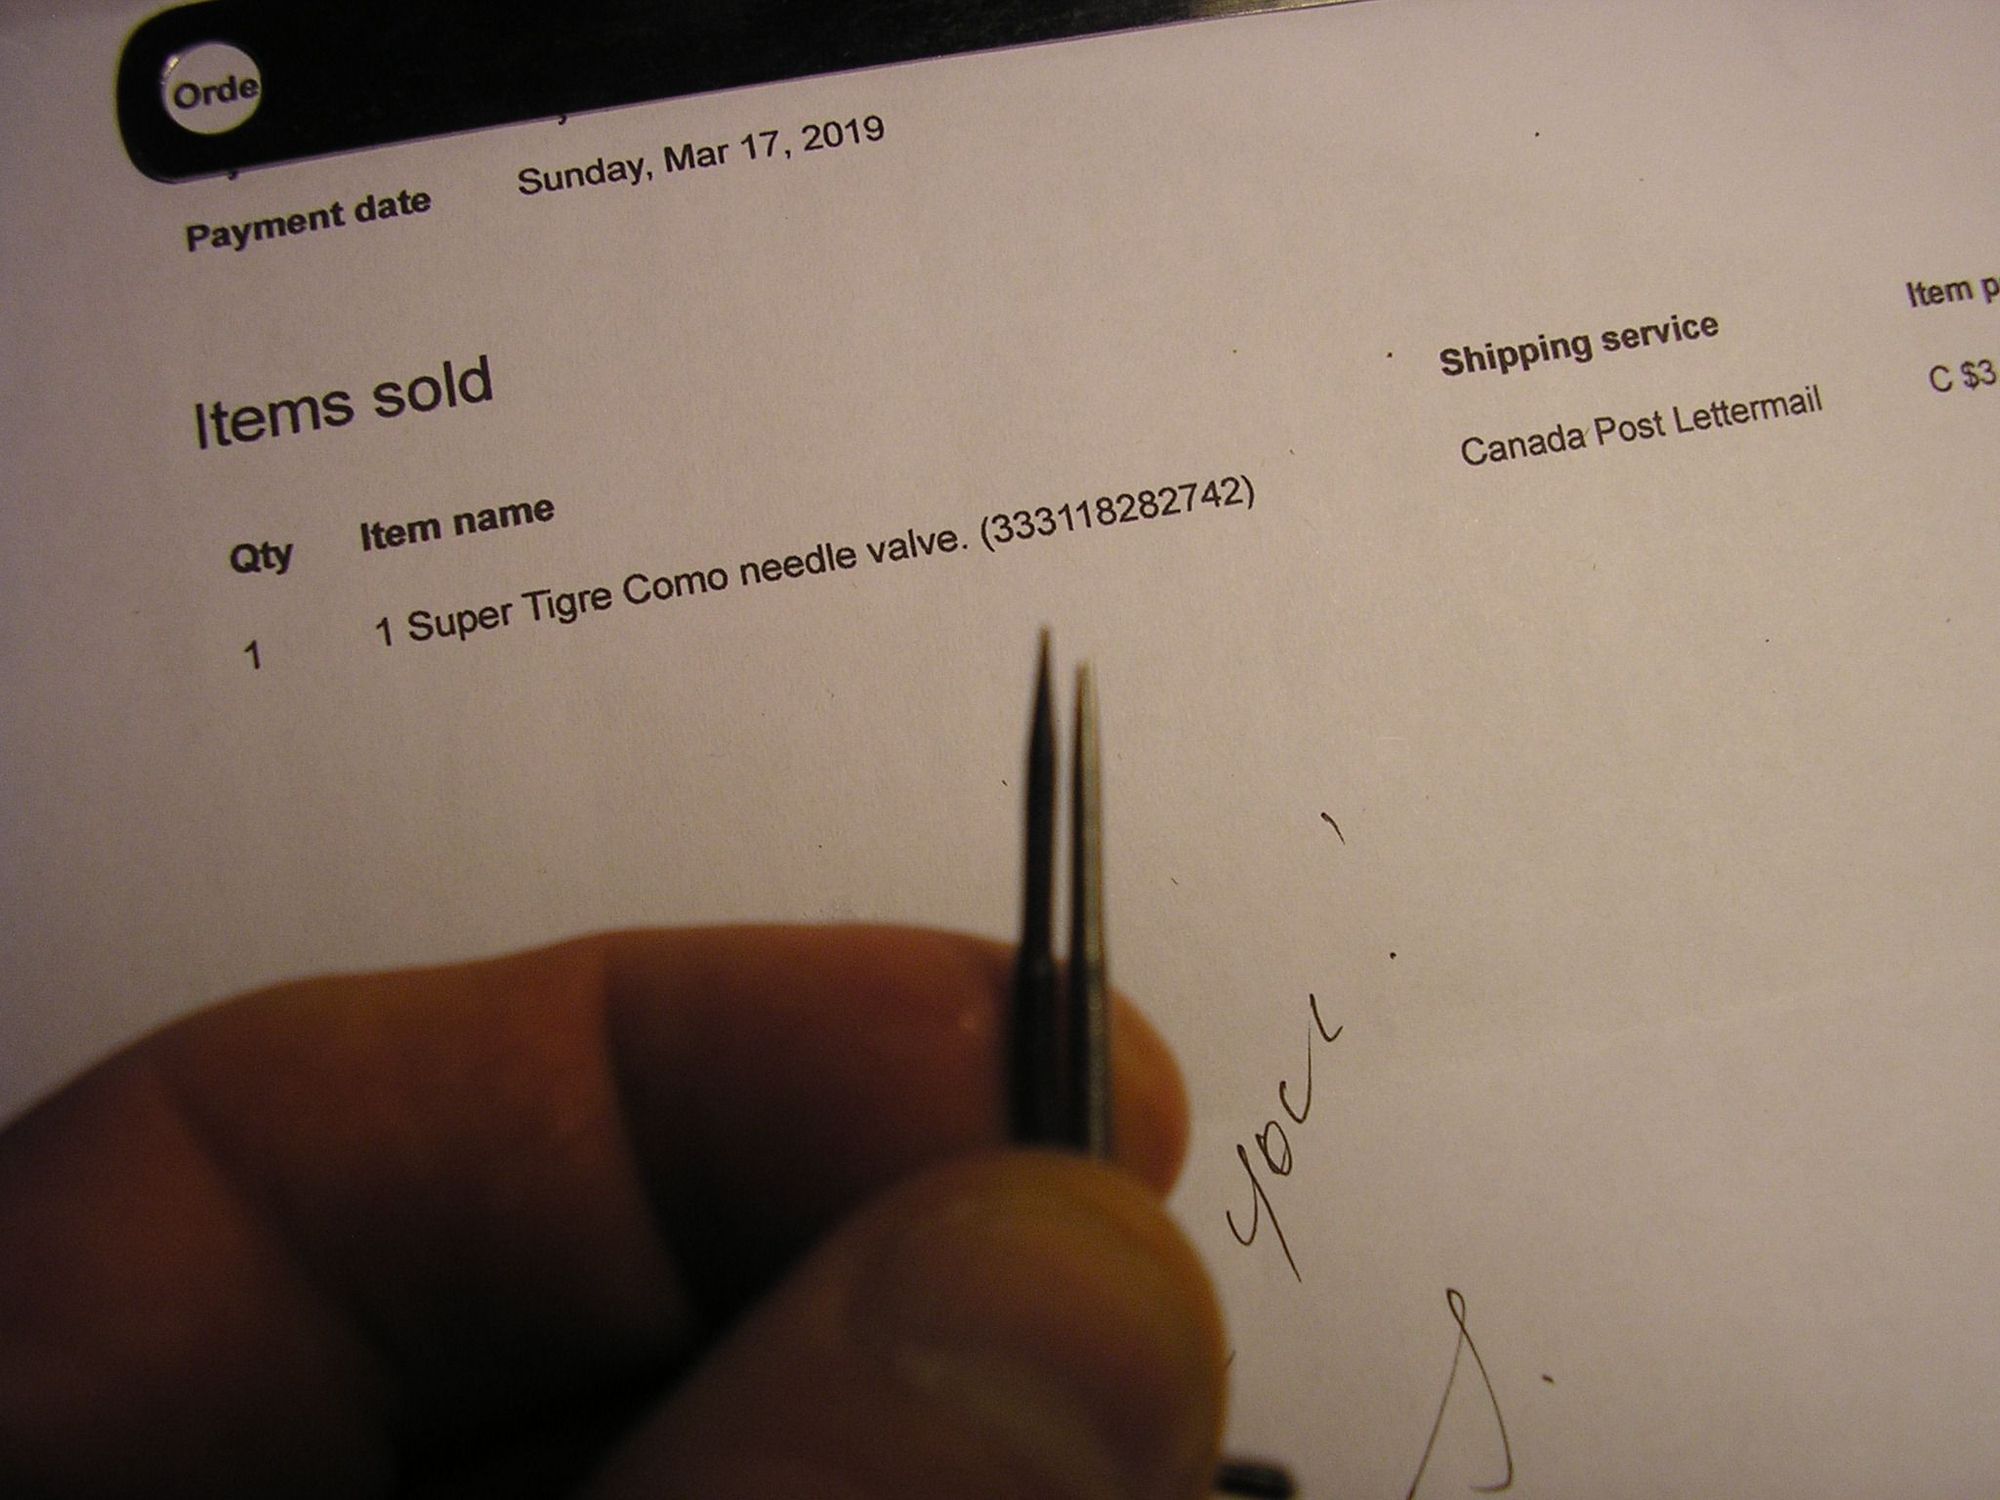 Orde
Payment date Sunday, Mar 17, 2019
Items sold
Qty Item name Shipping service Item p
1 1 Super Tigre Como needle valve. (333118282742) Canada Post Lettermail C $3